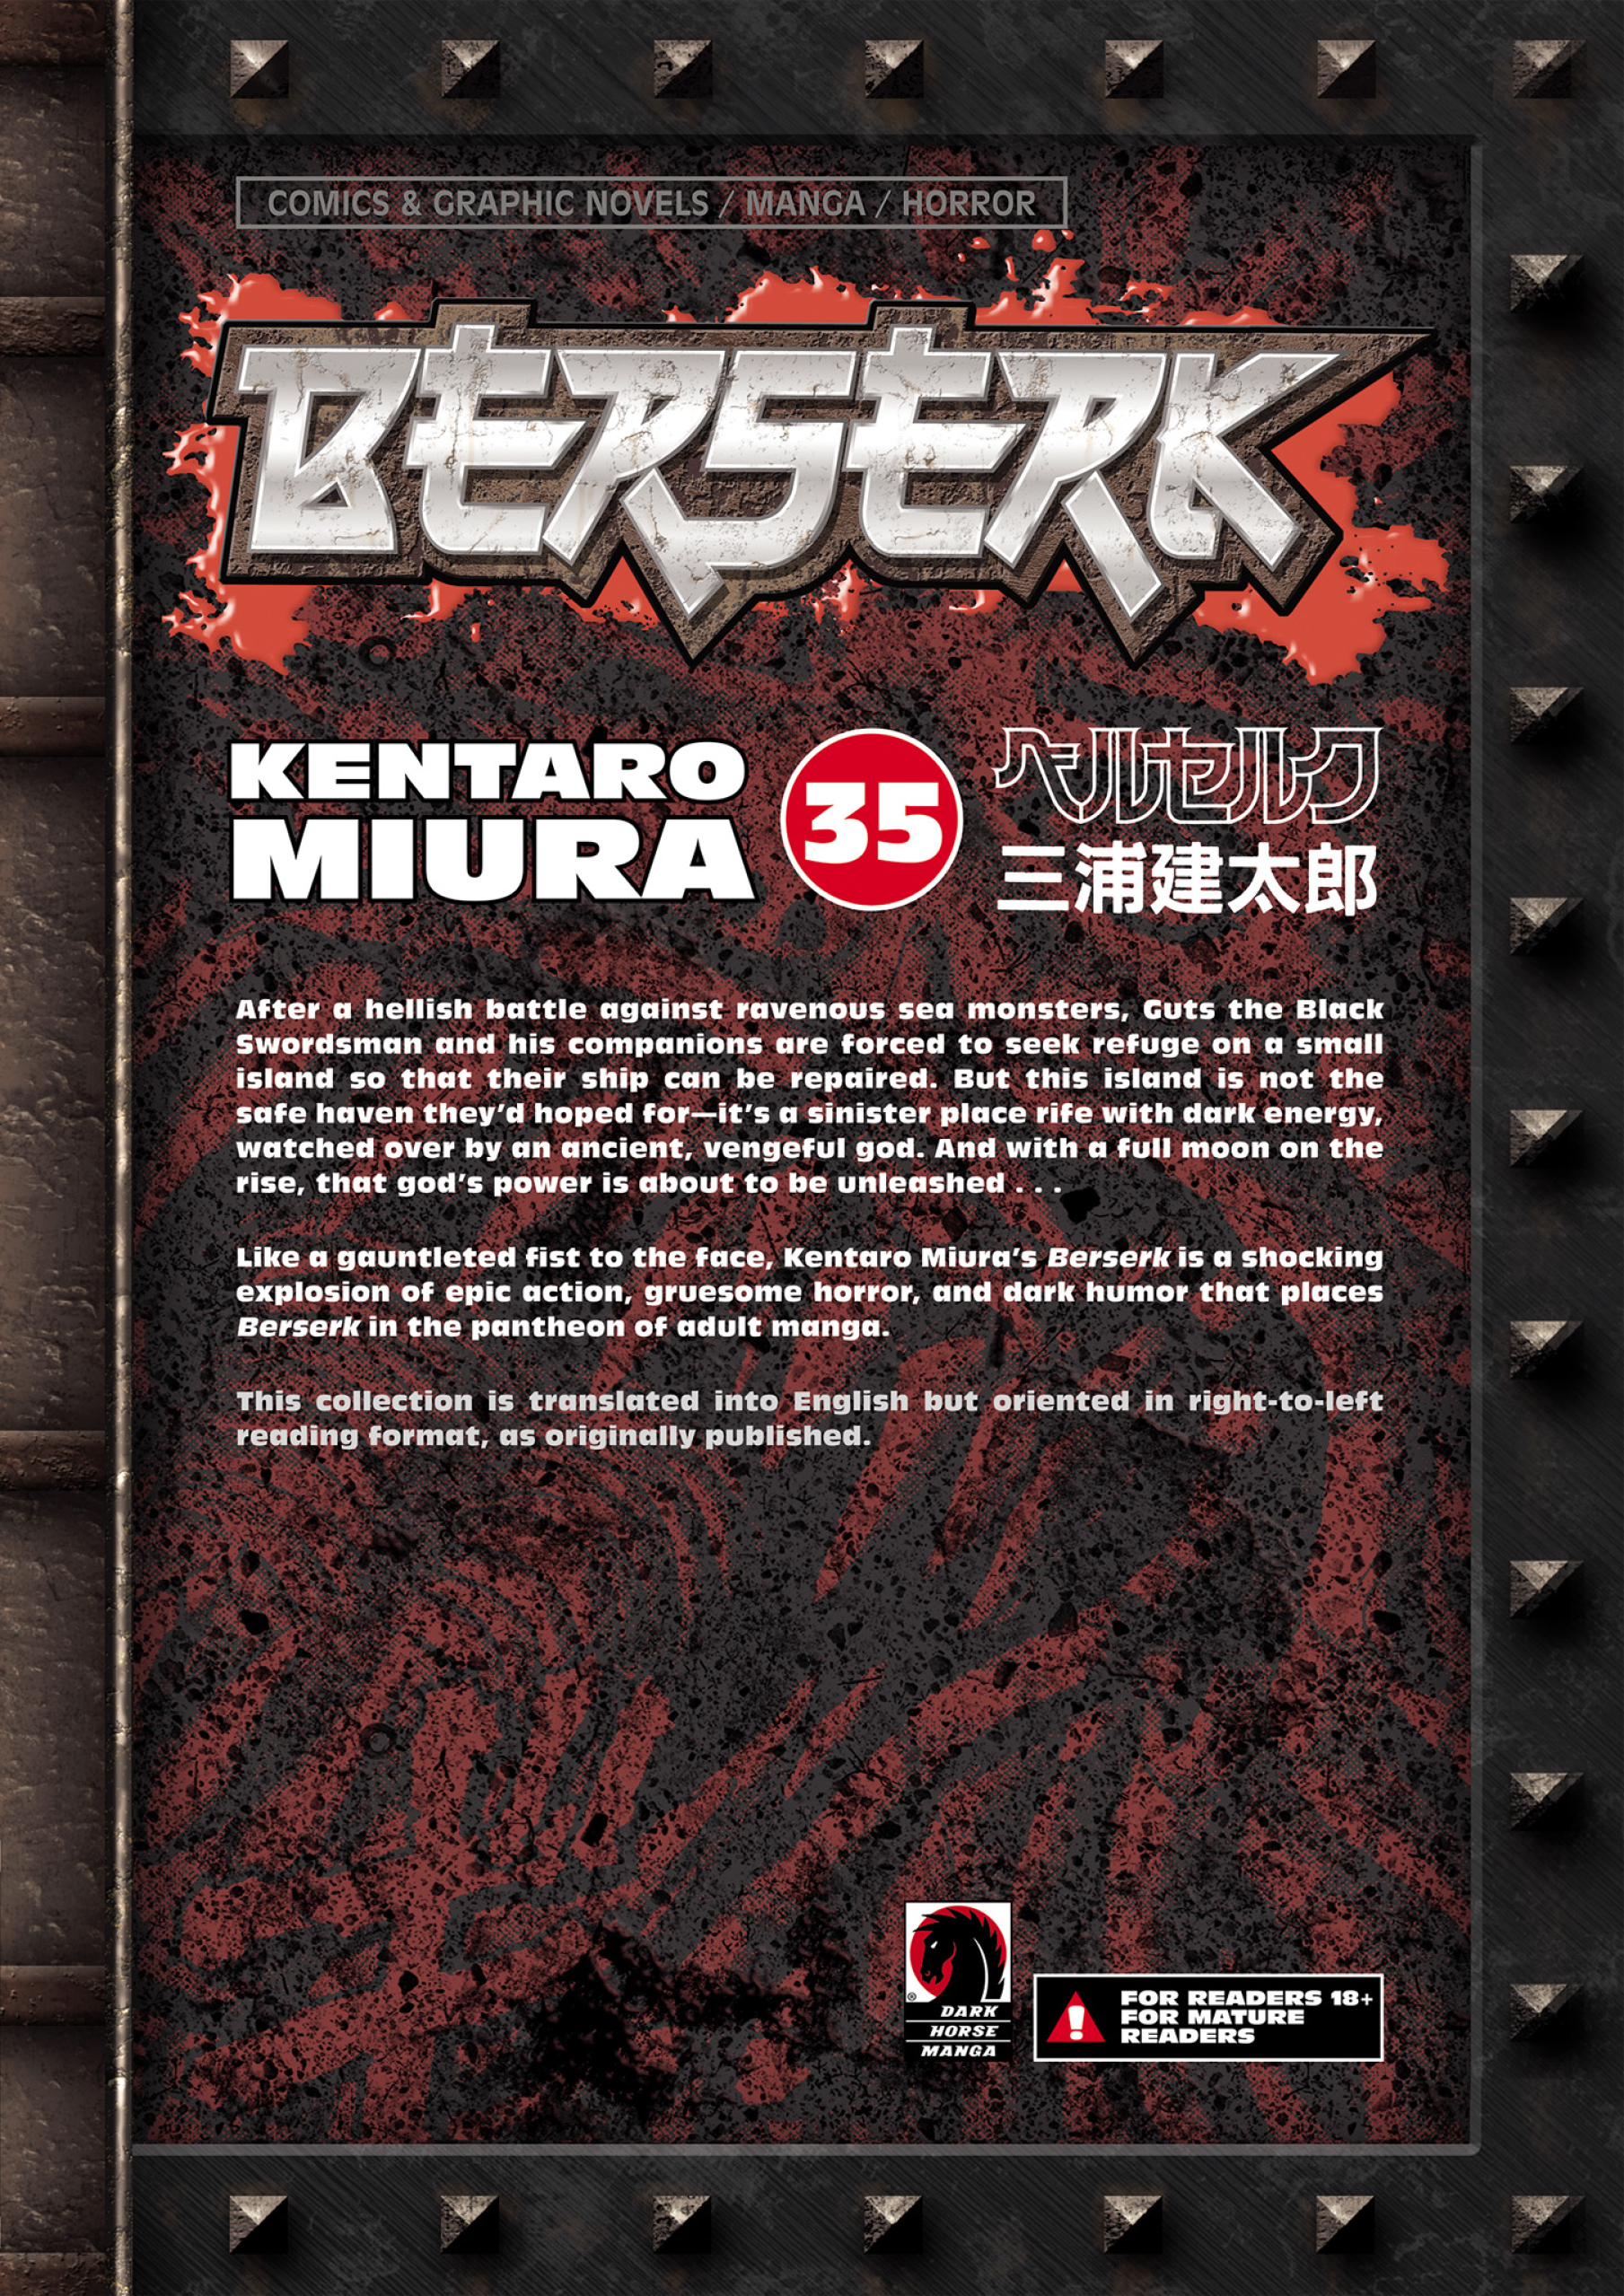 COMICS & GRAPHIC NOVELS / MANGA / HORROR
BERSERK
KENTARO
MIURA
35
ベルセルク
三浦建太郎
After a hellish battle against ravenous sea monsters, Guts the Black
Swordsman and his companions are forced to seek refuge on a small
island so that their ship can be repaired. But this island is not the
safe haven they'd hoped for—it's a sinister place rife with dark energy,
watched over by an ancient, vengeful god. And with a full moon on the
rise, that god's power is about to be unleashed . . .
Like a gauntleted fist to the face, Kentaro Miura's Berserk is a shocking
explosion of epic action, gruesome horror, and dark humor that places
Berserk in the pantheon of adult manga.
This collection is translated into English but oriented in right-to-left
reading format, as originally published.
®
DARK
HORSE
MANGA
FOR READERS 18+
FOR MATURE
READERS